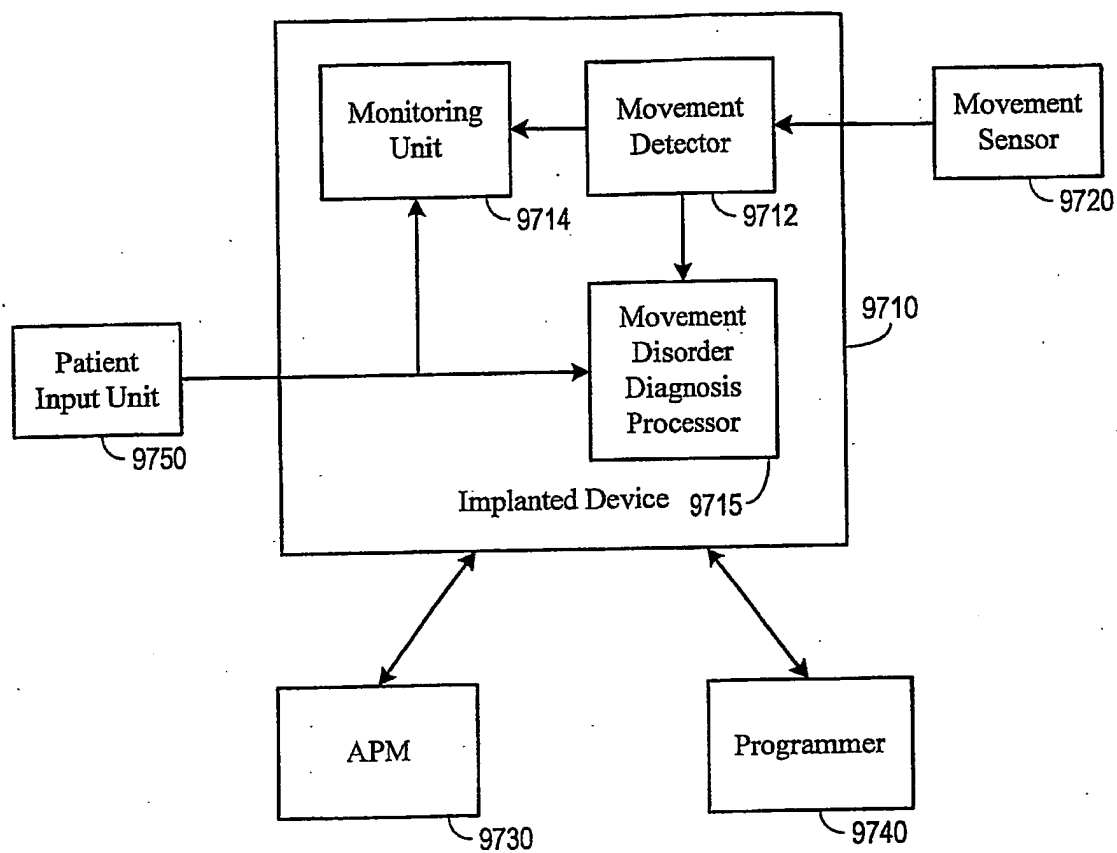 Monitoring
Unit
9714
Movement
Detector
9712
Movement
Sensor
9720
Patient
Input Unit
9750
Movement
Disorder
Diagnosis
Processor
9715
9710
Implanted Device
APM
9730
Programmer
9740